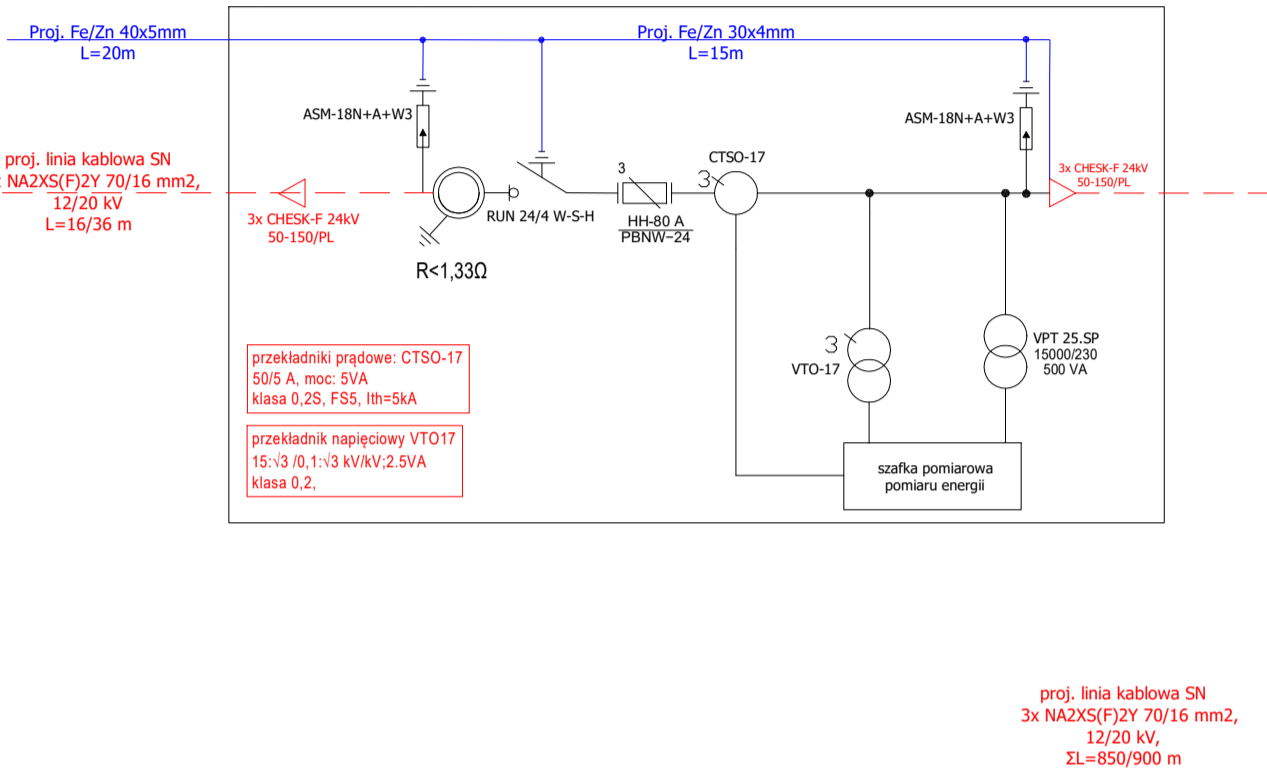 Proj. Fe/Zn 40x5mm
L=20m
Proj. Fe/Zn 30x4mm
L=15m
ASM-18N+A+W3
ASM-18N+A+W3
proj. linia kablowa SN
NA2XS(F)2Y 70/16 mm2,
12/20 kV
L=16/36 m
3x CHESK-F 24kV
50-150/PL
R<1,33Ω
RUN 24/4 W-S-H
3
HH-80 A
PBNW-24
CTSO-17
3
3x CHESK-F 24kV
50-150/PL
3
VTO-17
VPT 25.SP
15000/230
500 VA
przekładniki prądowe: CTSO-17
50/5 A, moc: 5VA
klasa 0,2S, FS5, Ith=5kA
przekładnik napięciowy VTO17
15:√3 /0,1:√3 kV/kV;2.5VA
klasa 0,2,
szafka pomiarowa
pomiaru energii
proj. linia kablowa SN
3x NA2XS(F)2Y 70/16 mm2,
12/20 kV,
ΣL=850/900 m